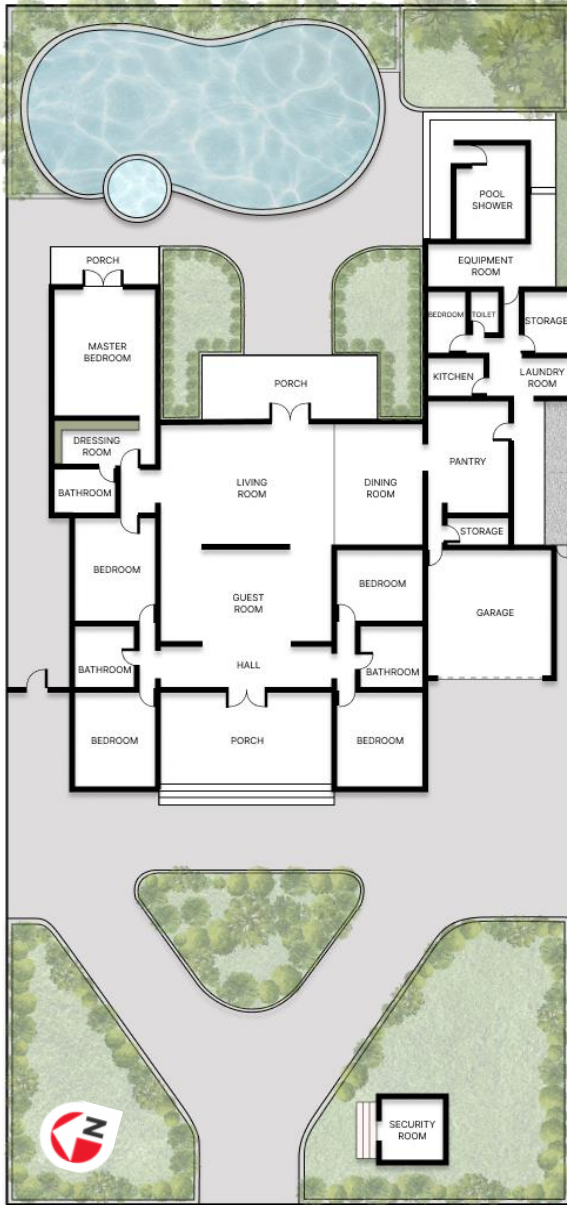 POOL
SHOWER
PORCH
EQUIPMENT
ROOM
BEDROOM
TOILET
STORAGE
MASTER
BEDROOM
KITCHEN
LAUNDRY
ROOM
PORCH
DRESSING
ROOM
BATHROOM
LIVING
ROOM
DINING
ROOM
PANTRY
STORAGE
BEDROOM
GUEST
ROOM
BEDROOM
GARAGE
BATHROOM
HALL
BATHROOM
BEDROOM
PORCH
BEDROOM
N
SECURITY
ROOM